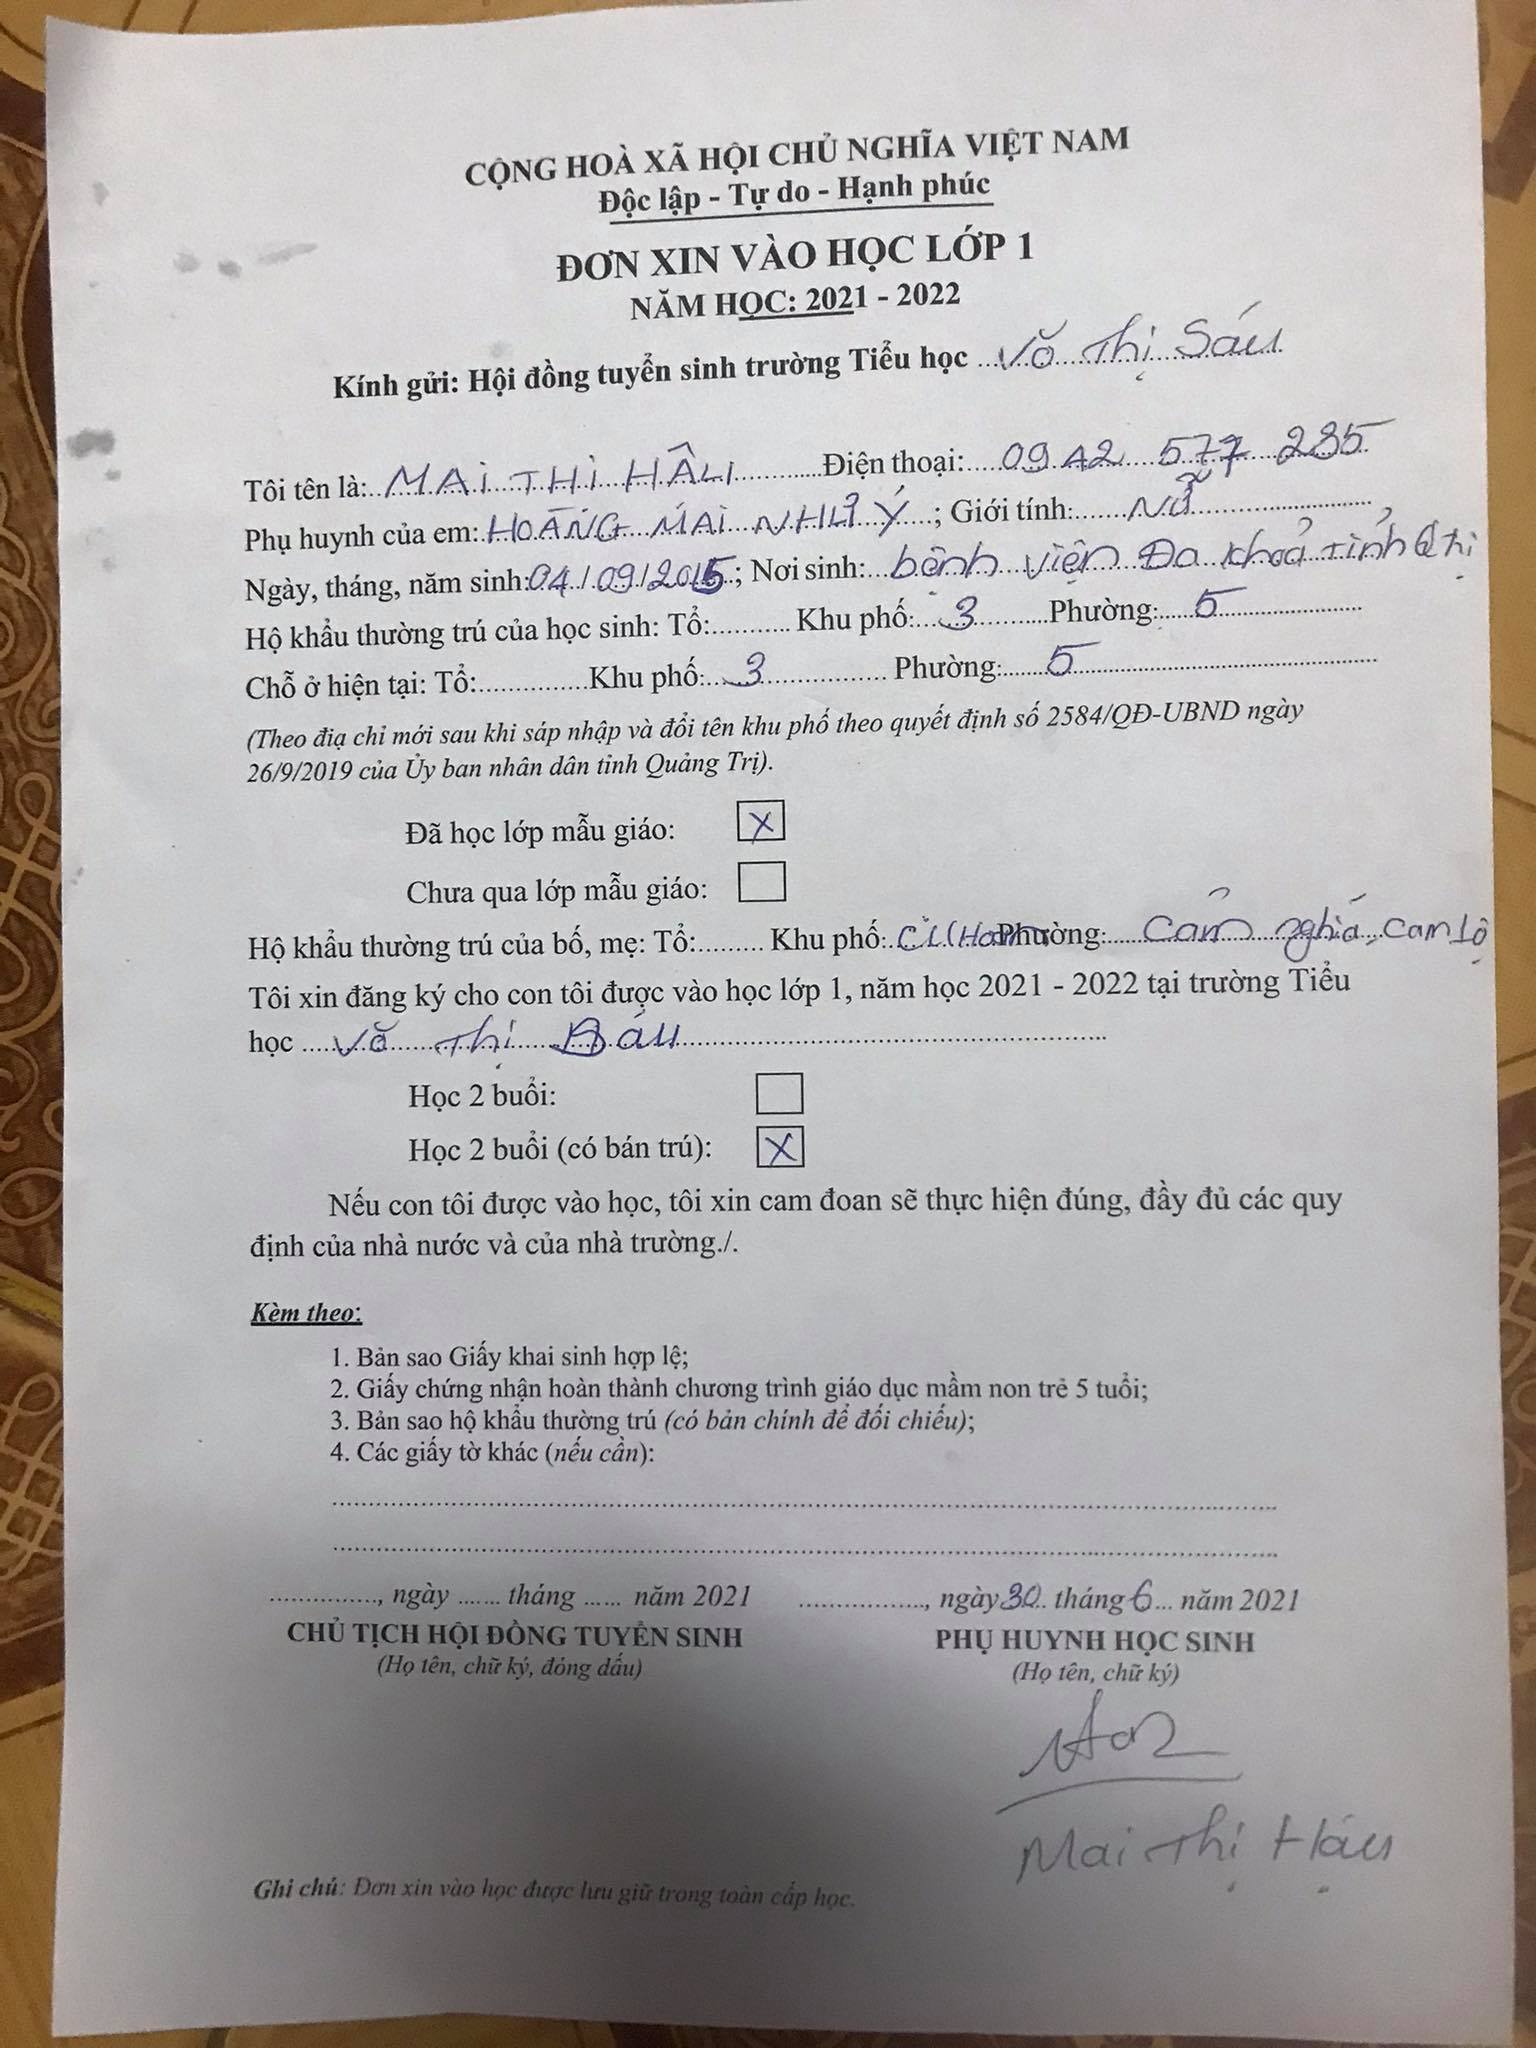 CỘNG HOÀ XÃ HỘI CHỦ NGHĨA VIỆT NAM
Độc lập - Tự do - Hạnh phúc
ĐƠN XIN VÀO HỌC LỚP 1
NĂM HỌC: 2021 - 2022
Kính gửi: Hội đồng tuyển sinh trường Tiểu học Võ Thị Sáu
Tôi tên là: MAI THỊ HẬU Điện thoại: 0942 577 235
Phụ huynh của em: HOÀNG MAI NHƯ Ý; Giới tính: Nữ
Ngày, tháng, năm sinh: 04/09/2015; Nơi sinh: bệnh viện Đa khoa tỉnh Q Trị
Hộ khẩu thường trú của học sinh: Tổ:........... Khu phố: 3 Phường: 5
Chỗ ở hiện tại: Tổ:...............Khu phố: 3 Phường: 5
(Theo địa chỉ mới sau khi sáp nhập và đổi tên khu phố theo quyết định số 2584/QĐ-UBND ngày
26/9/2019 của Ủy ban nhân dân tỉnh Quảng Trị).
Đã học lớp mẫu giáo: X
Chưa qua lớp mẫu giáo:
Hộ khẩu thường trú của bố, mẹ: Tổ:......... Khu phố: Phường: Cam nghĩa, Cam Lộ
Tôi xin đăng ký cho con tôi được vào học lớp 1, năm học 2021 - 2022 tại trường Tiểu
học Võ Thị Sáu
Học 2 buổi:
Học 2 buổi (có bán trú): X
Nếu con tôi được vào học, tôi xin cam đoan sẽ thực hiện đúng, đầy đủ các quy
định của nhà nước và của nhà trường./.
Kèm theo:
1. Bản sao Giấy khai sinh hợp lệ;
2. Giấy chứng nhận hoàn thành chương trình giáo dục mầm non trẻ 5 tuổi;
3. Bản sao hộ khẩu thường trú (có bản chính để đối chiếu);
4. Các giấy tờ khác (nếu cần):
..............., ngày ....... tháng ...... năm 2021 .................., ngày 30 tháng 6 năm 2021
CHỦ TỊCH HỘI ĐỒNG TUYỂN SINH PHỤ HUYNH HỌC SINH
(Họ tên, chữ ký, đóng dấu) (Họ tên, chữ ký)
Mai Thị Hậu
Ghi chú: Đơn xin vào học được lưu giữ trong toàn cấp học.